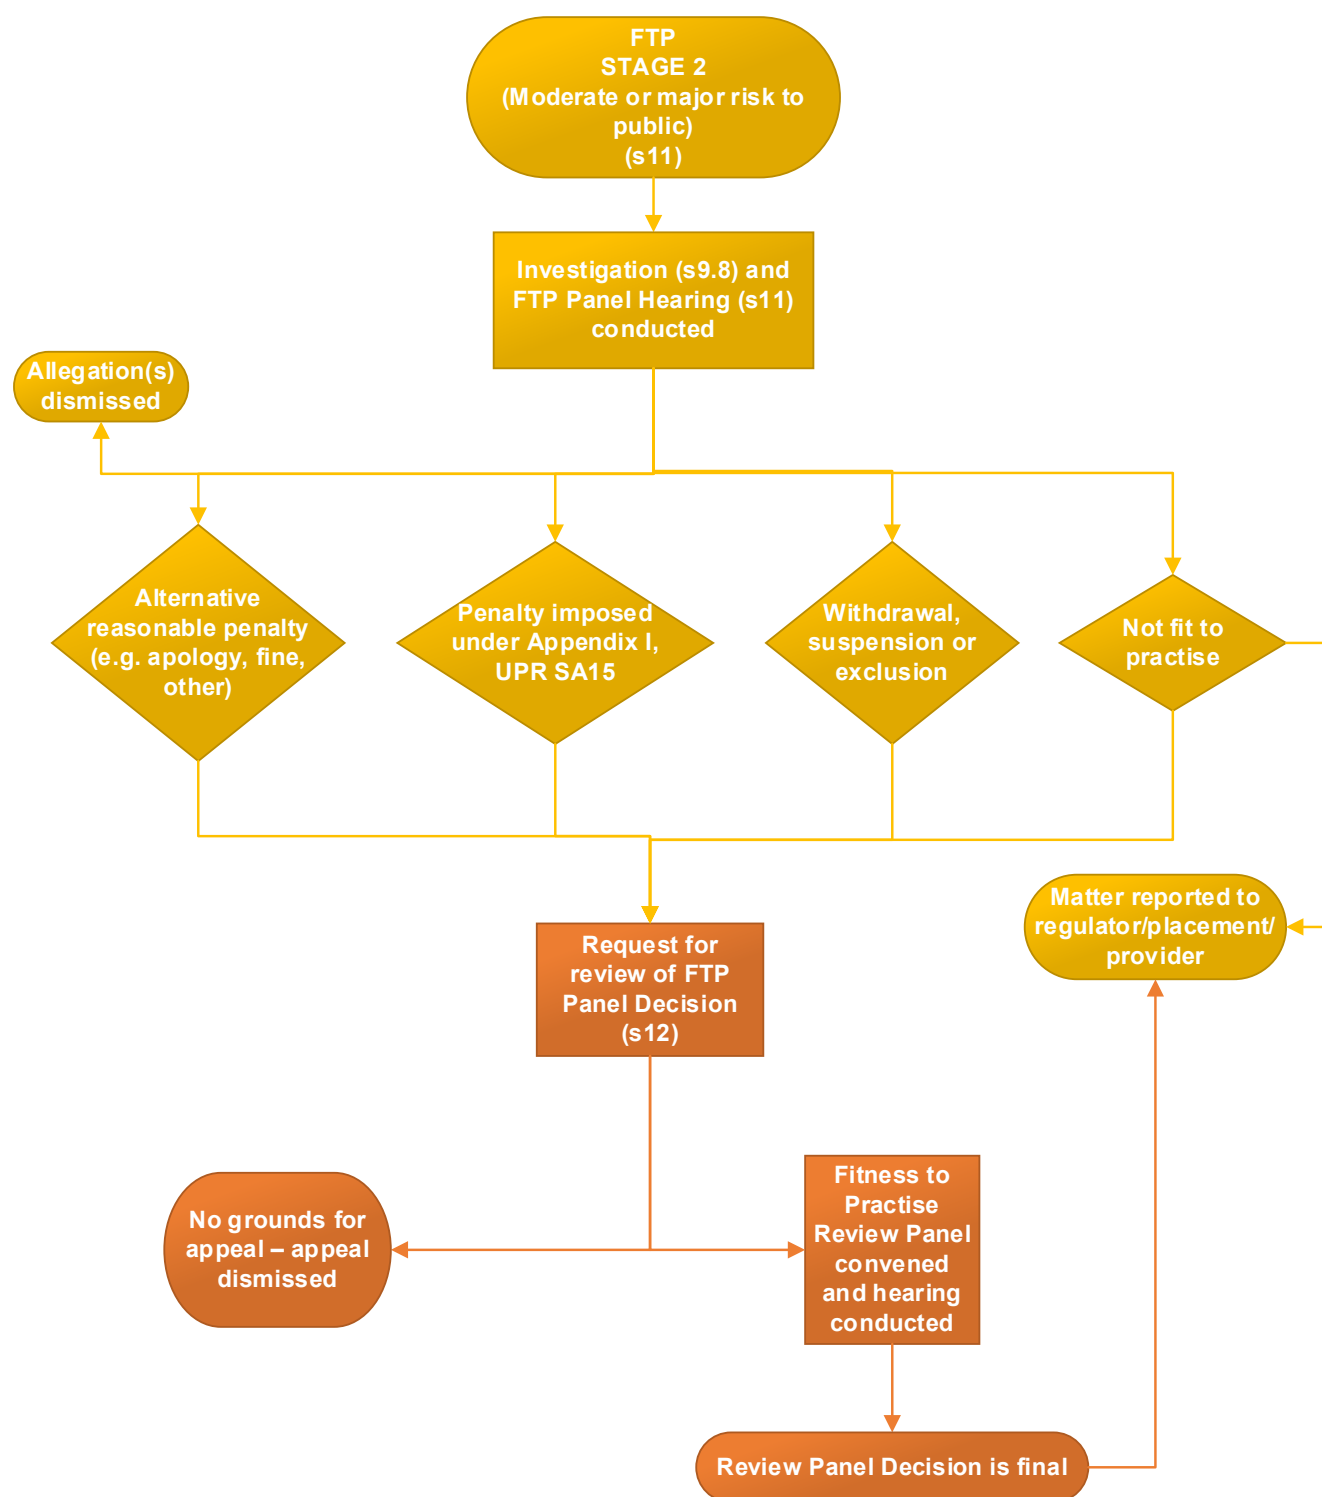 FTP
STAGE 2
(Moderate or major risk to
public)
(s11)
Investigation (s9.8) and
FTP Panel Hearing (s11)
conducted
Allegation(s)
dismissed
Alternative
reasonable penalty
(e.g. apology, fine,
other)
Penalty imposed
under Appendix I,
UPR SA15
Withdrawal,
suspension or
exclusion
Not fit to
practise
Matter reported to
regulator/placement/
provider
Request for
review of FTP
Panel Decision
(s12)
No grounds for
appeal – appeal
dismissed
Fitness to
Practise
Review Panel
convened
and hearing
conducted
Review Panel Decision is final